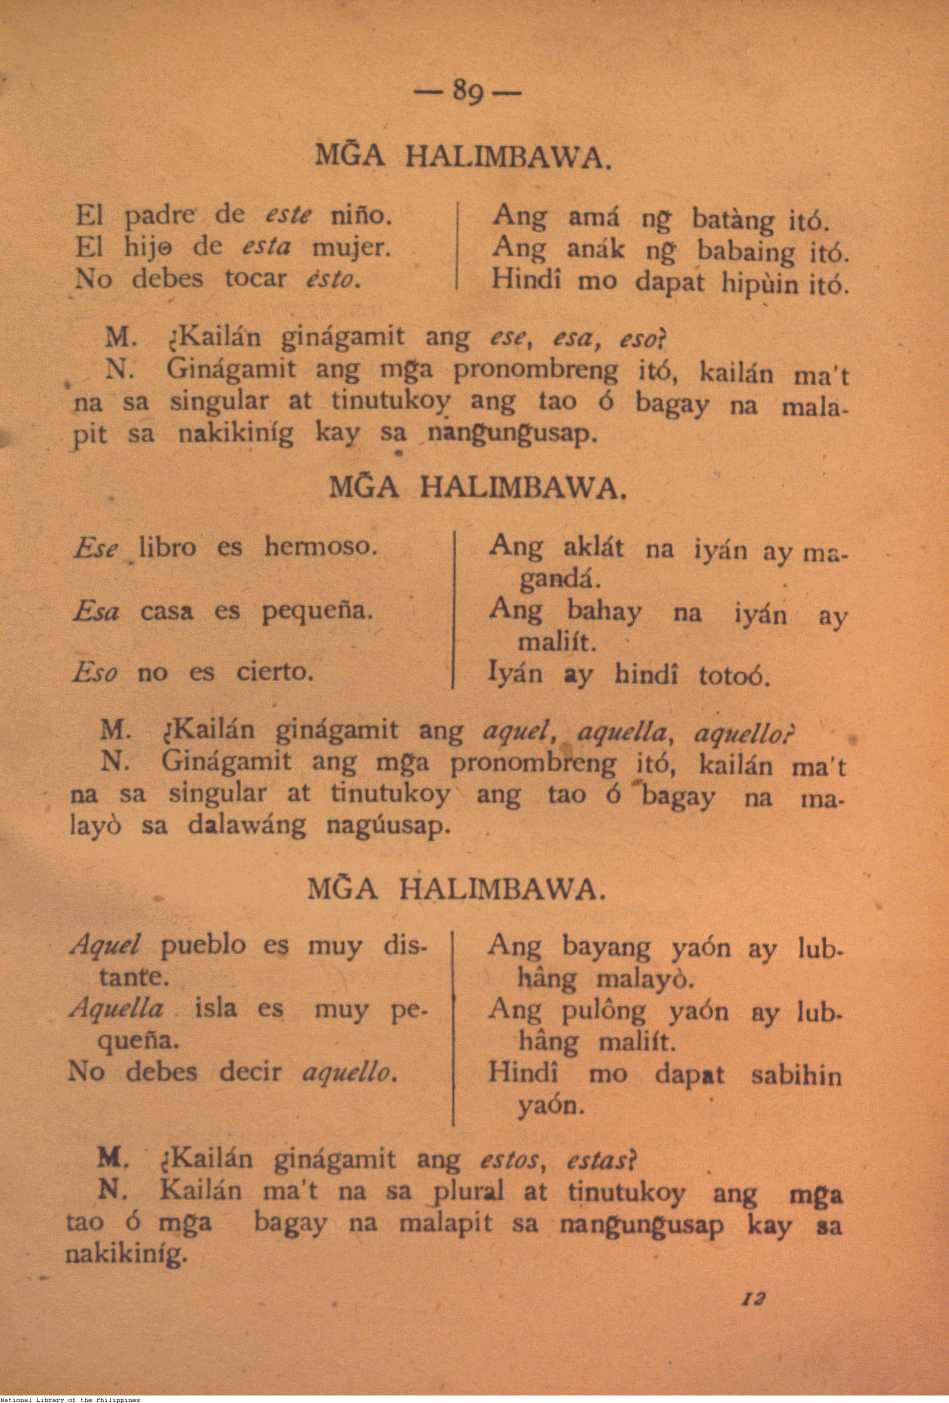 — 89 —
MG̃A HALIMBAWA.
El padre de este niño.
El hijo de esta mujer.
No debes tocar ésto.
Ang amá ng̃ batàng itó.
Ang anák ng̃ babaing itó.
Hindî mo dapat hipùin itó.
M. ¿Kailán ginágamit ang ese, esa, eso?
N. Ginágamit ang mg̃a pronombreng itó, kailán ma't
na sa singular at tinutukoy ang tao ó bagay na mala-
pit sa nakikiníg kay sa nang̃ung̃usap.
MG̃A HALIMBAWA.
Ese libro es hermoso.
Esa casa es pequeña.
Eso no es cierto.
Ang aklát na iyán ay ma-
gandá.
Ang bahay na iyán ay
maliít.
Iyán ay hindî totoó.
M. ¿Kailán ginágamit ang aquel, aquella, aquello?
N. Ginágamit ang mg̃a pronombreng itó, kailán ma't
na sa singular at tinutukoy ang tao ó bagay na ma-
layò sa dalawáng nagúusap.
MG̃A HALIMBAWA.
Aquel pueblo es muy dis-
tante.
Aquella isla es muy pe-
queña.
No debes decir aquello.
Ang bayang yaón ay lub-
hâng malayò.
Ang pulông yaón ay lub-
hâng maliít.
Hindî mo dapat sabihin
yaón.
M. ¿Kailán ginágamit ang estos, estas?
N. Kailán ma't na sa plural at tinutukoy ang mg̃a
tao ó mg̃a bagay na malapit sa nang̃ung̃usap kay sa
nakikiníg.
12
National Library of the Philippines